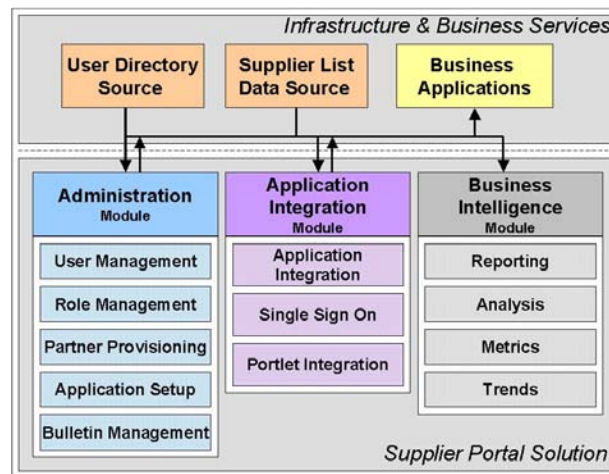 Infrastructure & Business Services
User Directory
Source
Supplier List
Data Source
Business
Applications
Administration
Module
User Management
Role Management
Partner Provisioning
Application Setup
Bulletin Management
Application
Integration
Module
Application
Integration
Single Sign On
Portlet Integration
Business
Intelligence
Module
Reporting
Analysis
Metrics
Trends
Supplier Portal Solution